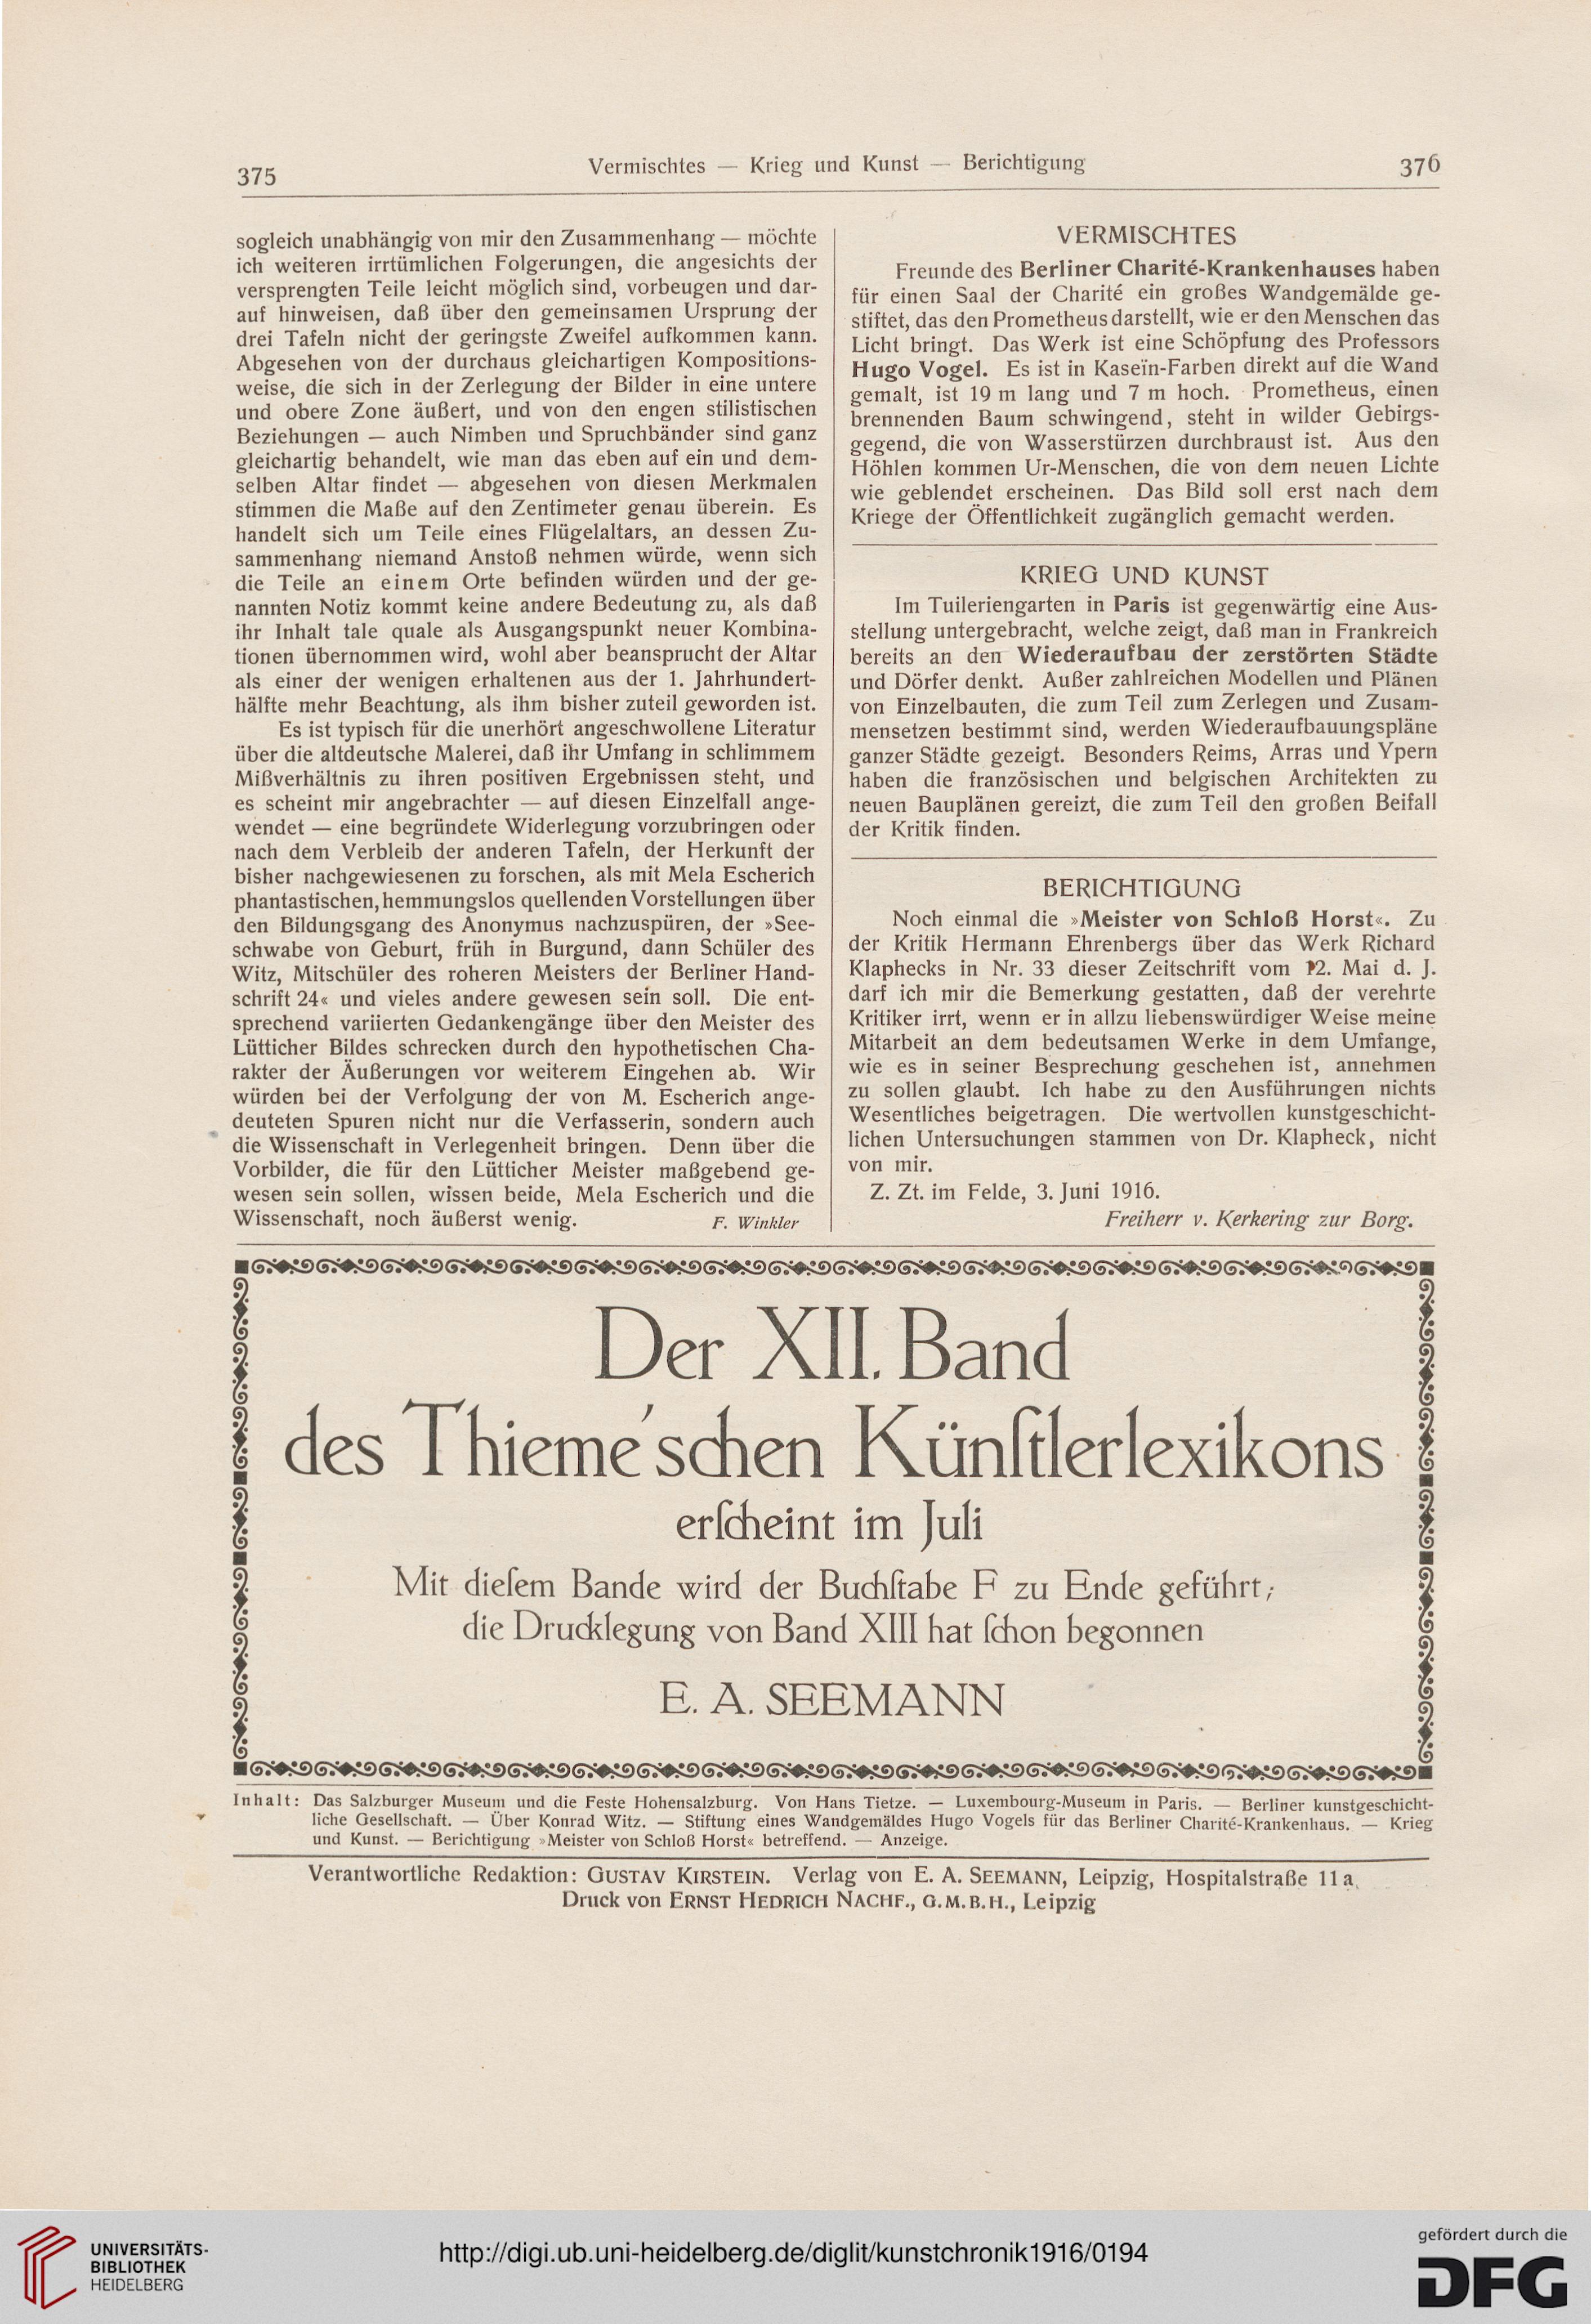 375
Vermischtes — Krieg und Kunst — Berichtigung
376
sogleich unabhängig von mir den Zusammenhang — möchte
ich weiteren irrtümlichen Folgerungen, die angesichts der
versprengten Teile leicht möglich sind, vorbeugen und dar-
auf hinweisen, daß über den gemeinsamen Ursprung der
drei Tafeln nicht der geringste Zweifel aufkommen kann.
Abgesehen von der durchaus gleichartigen Kompositions-
weise, die sich in der Zerlegung der Bilder in eine untere
und obere Zone äußert, und von den engen stilistischen
Beziehungen — auch Nimben und Spruchbänder sind ganz
gleichartig behandelt, wie man das eben auf ein und dem-
selben Altar findet — abgesehen von diesen Merkmalen
stimmen die Maße auf den Zentimeter genau überein. Es
handelt sich um Teile eines Flügelaltars, an dessen Zu-
sammenhang niemand Anstoß nehmen würde, wenn sich
die Teile an einem Orte befinden würden und der ge-
nannten Notiz kommt keine andere Bedeutung zu, als daß
ihr Inhalt tale quale als Ausgangspunkt neuer Kombina-
tionen übernommen wird, wohl aber beansprucht der Altar
als einer der wenigen erhaltenen aus der 1. Jahrhundert-
hälfte mehr Beachtung, als ihm bisher zuteil geworden ist.
Es ist typisch für die unerhört angeschwollene Literatur
über die altdeutsche Malerei, daß ihr Umfang in schlimmem
Mißverhältnis zu ihren positiven Ergebnissen steht, und
es scheint mir angebrachter — auf diesen Einzelfall ange-
wendet — eine begründete Widerlegung vorzubringen oder
nach dem Verbleib der anderen Tafeln, der Herkunft der
bisher nachgewiesenen zu forschen, als mit Mela Escherich
phantastischen, hemmungslos quellenden Vorstellungen über
den Bildungsgang des Anonymus nachzuspüren, der »See-
schwabe von Geburt, früh in Burgund, dann Schüler des
Witz, Mitschüler des roheren Meisters der Berliner Hand-
schrift 24« und vieles andere gewesen sein soll. Die ent-
sprechend variierten Gedankengänge über den Meister des
Lütticher Bildes schrecken durch den hypothetischen Cha-
rakter der Äußerungen vor weiterem Eingehen ab. Wir
würden bei der Verfolgung der von M. Escherich ange-
deuteten Spuren nicht nur die Verfasserin, sondern auch
die Wissenschaft in Verlegenheit bringen. Denn über die
Vorbilder, die für den Lütticher Meister maßgebend ge-
wesen sein sollen, wissen beide, Mela Escherich und die
Wissenschaft, noch äußerst wenig. F. Winkler
VERMISCHTES
Freunde des Berliner Charité-Krankenhauses haben
für einen Saal der Charité ein großes Wandgemälde ge-
stiftet, das den Prometheus darstellt, wie er den Menschen das
Licht bringt. Das Werk ist eine Schöpfung des Professors
Hugo Vogel. Es ist in Kaseïn-Farben direkt auf die Wand
gemalt, ist 19 m lang und 7 m hoch. Prometheus, einen
brennenden Baum schwingend, steht in wilder Gebirgs-
gegend, die von Wasserstürzen durchbraust ist. Aus den
Höhlen kommen Ur-Menschen, die von dem neuen Lichte
wie geblendet erscheinen. Das Bild soll erst nach dem
Kriege der Öffentlichkeit zugänglich gemacht werden.
KRIEG UND KUNST
Im Tuileriengarten in Paris ist gegenwärtig eine Aus-
stellung untergebracht, welche zeigt, daß man in Frankreich
bereits an den Wiederaufbau der zerstörten Städte
und Dörfer denkt. Außer zahlreichen Modellen und Plänen
von Einzelbauten, die zum Teil zum Zerlegen und Zusam-
mensetzen bestimmt sind, werden Wiederaufbauungspläne
ganzer Städte gezeigt. Besonders Reims, Arras und Ypern
haben die französischen und belgischen Architekten zu
neuen Bauplänen gereizt, die zum Teil den großen Beifall
der Kritik finden.
BERICHTIGUNG
Noch einmal die »Meister von Schloß Horst«. Zu
der Kritik Hermann Ehrenbergs über das Werk Richard
Klaphecks in Nr. 33 dieser Zeitschrift vom 12. Mai d. J.
darf ich mir die Bemerkung gestatten, daß der verehrte
Kritiker irrt, wenn er in allzu liebenswürdiger Weise meine
Mitarbeit an dem bedeutsamen Werke in dem Umfange,
wie es in seiner Besprechung geschehen ist, annehmen
zu sollen glaubt. Ich habe zu den Ausführungen nichts
Wesentliches beigetragen. Die wertvollen kunstgeschicht-
lichen Untersuchungen stammen von Dr. Klapheck, nicht
von mir.
Z. Zt. im Felde, 3. Juni 1916.
Freiherr v. Kerkering zur Borg.
Der XII. Band
des Thieme'schen Künſtlerlexikons
erſcheint im Juli
Mit dieſem Bande wird der Buchſtabe F zu Ende geführt;
die Drucklegung von Band XIII hat ſchon begonnen
E. A. SEEMANN
Inhalt: Das Salzburger Museum und die Feste Hohensalzburg. Von Hans Tietze. — Luxembourg-Museum in Paris. — Berliner kunstgeschicht-
liche Gesellschaft. — Über Konrad Witz. — Stiftung eines Wandgemäldes Hugo Vogels für das Berliner Charité-Krankenhaus. — Krieg
und Kunst. — Berichtigung »Meister von Schloß Horst« betreffend. — Anzeige.
Verantwortliche Redaktion: GUSTAV KIRSTEIN. Verlag von E. A. SEEMANN, Leipzig, Hospitalstraße 11a
Druck von ERNST HEDRICH NACHF., G.M.B.H., Leipzig
UNIVERSITÄTS-
BIBLIOTHEK
HEIDELBERG
http://digi.ub.uni-heidelberg.de/diglit/kunstchronik1916/0194
gefördert durch die
DFG